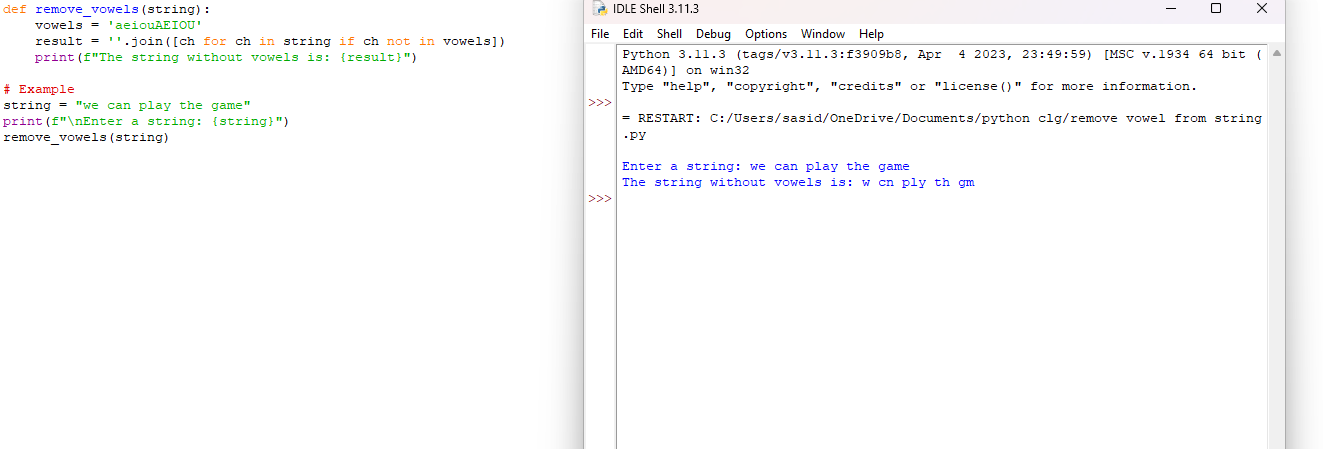 def remove_vowels(string):
    vowels = 'aeiouAEIOU'
    result = ''.join([ch for ch in string if ch not in vowels])
    print(f"The string without vowels is: {result}")

# Example
string = "we can play the game"
print(f"\nEnter a string: {string}")
remove_vowels(string)

IDLE Shell 3.11.3
File Edit Shell Debug Options Window Help
Python 3.11.3 (tags/v3.11.3:f3909b8, Apr  4 2023, 23:49:59) [MSC v.1934 64 bit (
AMD64)] on win32
Type "help", "copyright", "credits" or "license()" for more information.
>>>
= RESTART: C:/Users/sasid/OneDrive/Documents/python clg/remove vowel from string
.py

Enter a string: we can play the game
The string without vowels is: w cn ply th gm
>>>